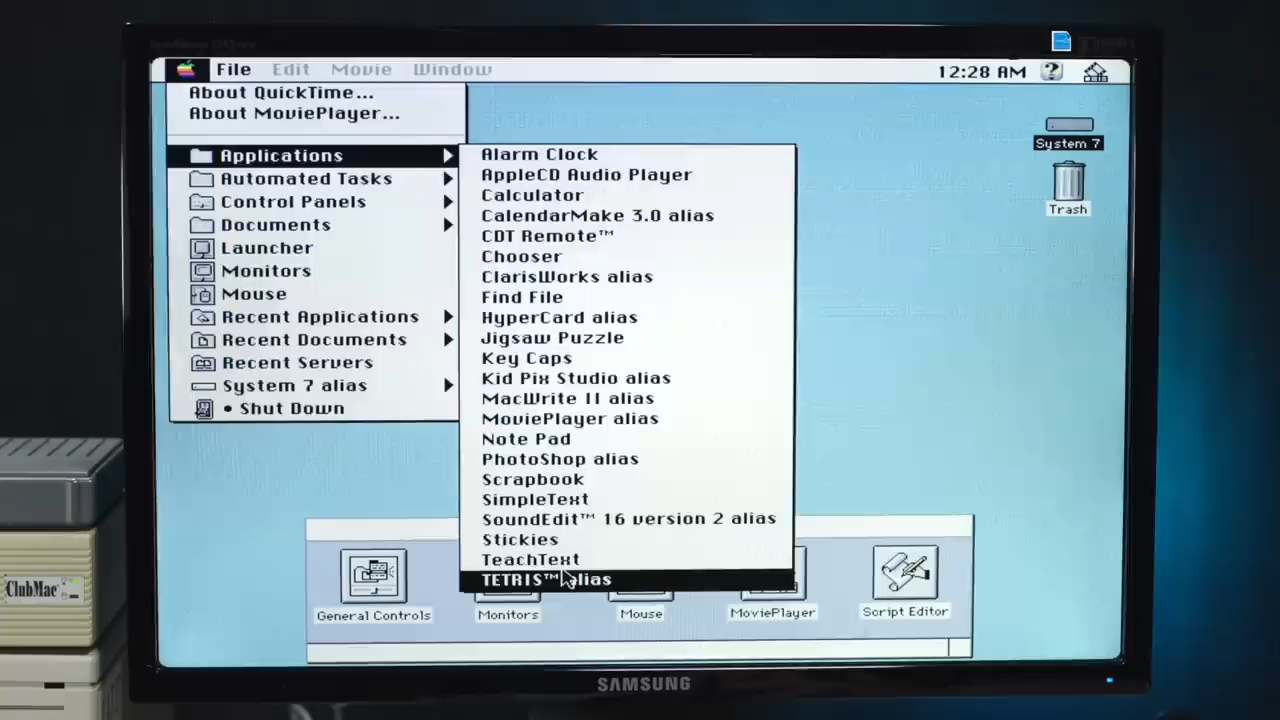 File Edit Movie Window 12:28 AM
About QuickTime...
About MoviePlayer...
Applications
Automated Tasks
Control Panels
Documents
Launcher
Monitors
Mouse
Recent Applications
Recent Documents
Recent Servers
System 7 alias
• Shut Down
Alarm Clock
AppleCD Audio Player
Calculator
CalendarMake 3.0 alias
CDT Remote™
Chooser
ClarisWorks alias
Find File
HyperCard alias
Jigsaw Puzzle
Key Caps
Kid Pix Studio alias
MacWrite II alias
MoviePlayer alias
Note Pad
PhotoShop alias
Scrapbook
SimpleText
SoundEdit™ 16 version 2 alias
Stickies
TeachText
TETRIS™ alias
System 7
Trash
General Controls
Monitors
Mouse
MoviePlayer
Script Editor
ClubMac
SAMSUNG